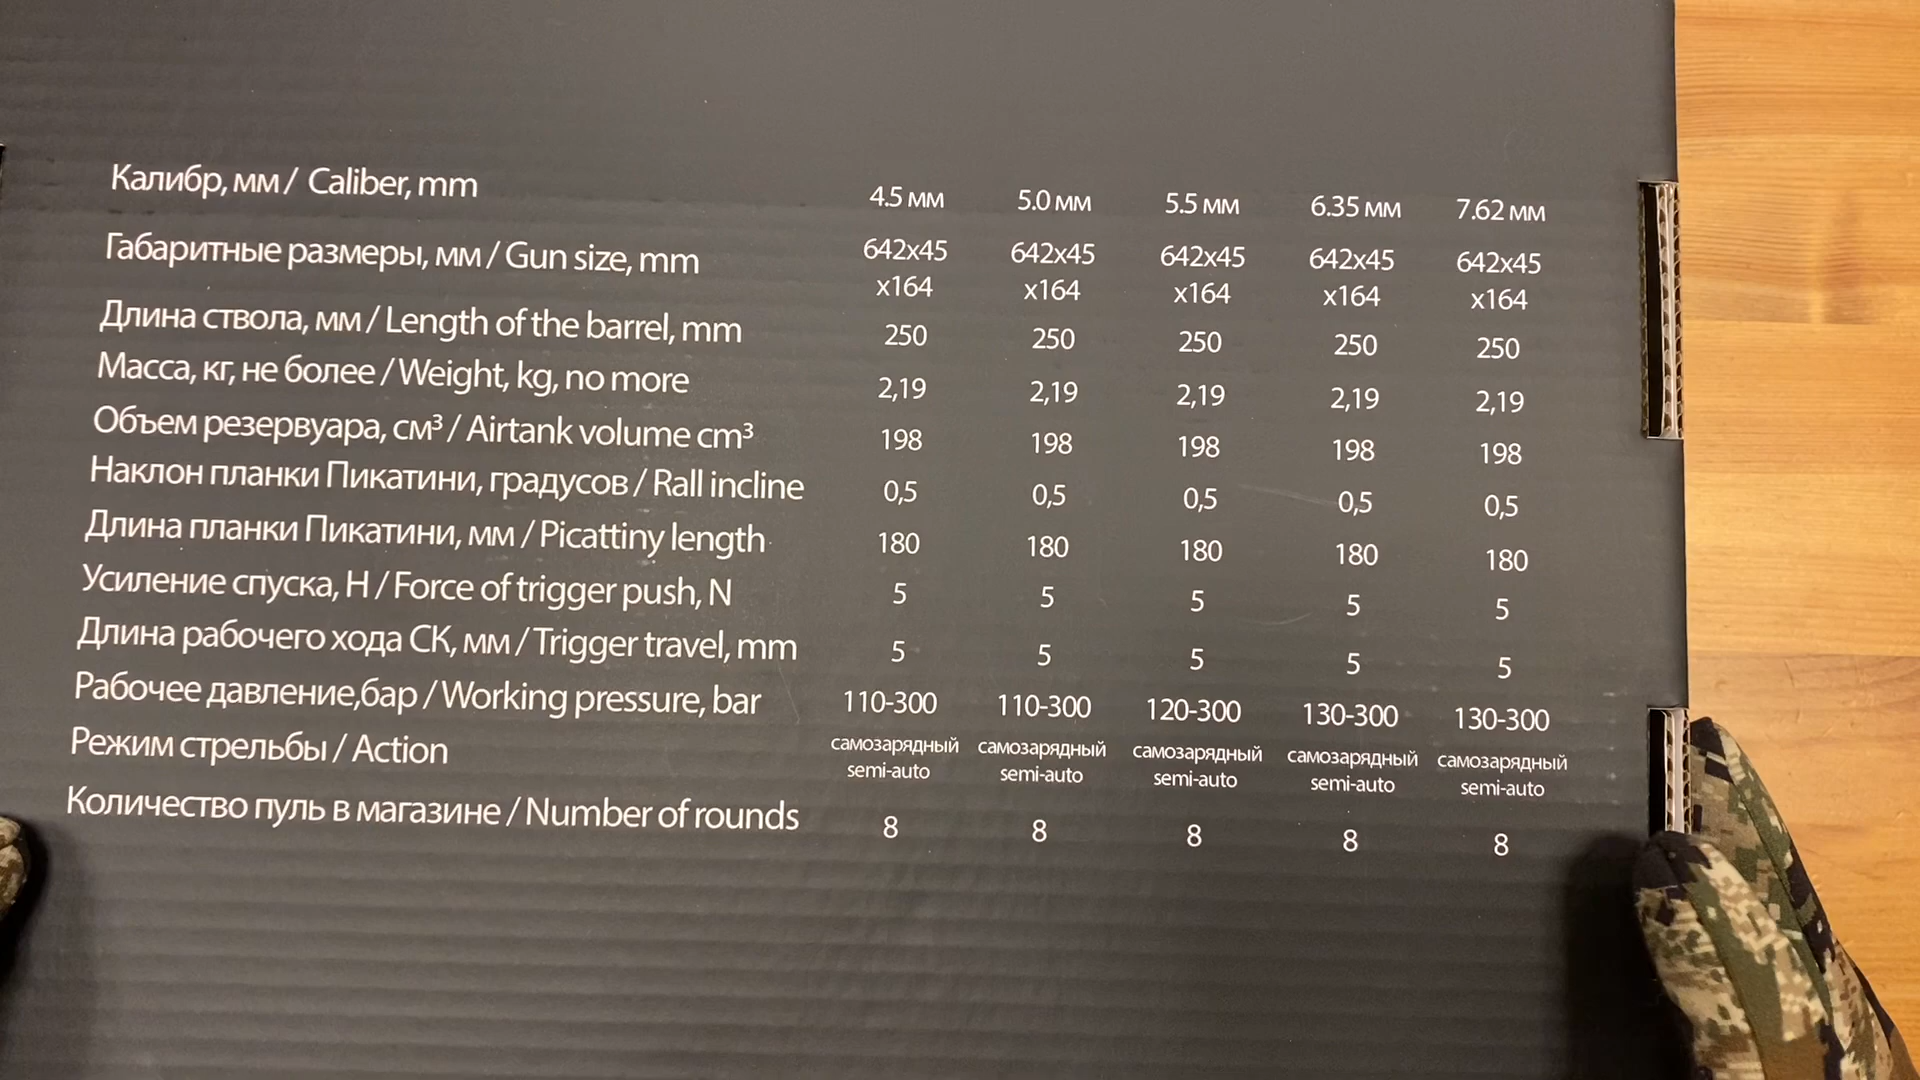 Калибр, мм / Caliber, mm 4.5 мм 5.0 мм 5.5 мм 6.35 мм 7.62 мм
Габаритные размеры, мм / Gun size, mm 642x45 642x45 642x45 642x45 642x45
x164 x164 x164 x164 x164
Длина ствола, мм / Length of the barrel, mm 250 250 250 250 250
Масса, кг, не более / Weight, kg, no more 2,19 2,19 2,19 2,19 2,19
Объем резервуара, см³ / Airtank volume cm³ 198 198 198 198 198
Наклон планки Пикатини, градусов / Rall incline 0,5 0,5 0,5 0,5 0,5
Длина планки Пикатини, мм / Picattiny length 180 180 180 180 180
Усиление спуска, Н / Force of trigger push, N 5 5 5 5 5
Длина рабочего хода СК, мм / Trigger travel, mm 5 5 5 5 5
Рабочее давление,бар / Working pressure, bar 110-300 110-300 120-300 130-300 130-300
Режим стрельбы / Action самозарядный самозарядный самозарядный самозарядный самозарядный
semi-auto semi-auto semi-auto semi-auto semi-auto
Количество пуль в магазине / Number of rounds 8 8 8 8 8